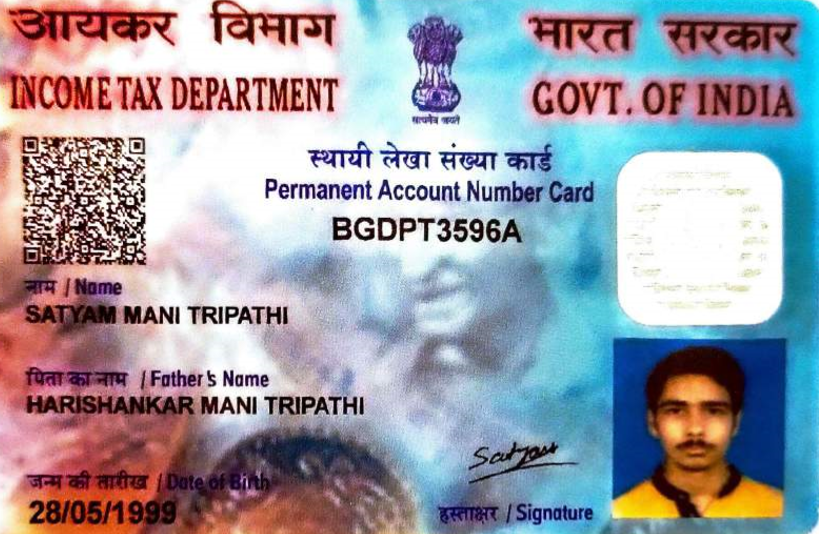 आयकर विभाग
INCOME TAX DEPARTMENT
सत्यमेव जयते
भारत सरकार
GOVT. OF INDIA
स्थायी लेखा संख्या कार्ड
Permanent Account Number Card
BGDPT3596A
नाम / Name
SATYAM MANI TRIPATHI
पिता का नाम / Father's Name
HARISHANKAR MANI TRIPATHI
जन्म की तारीख / Date of Birth
28/05/1999
Satyam
हस्ताक्षर / Signature